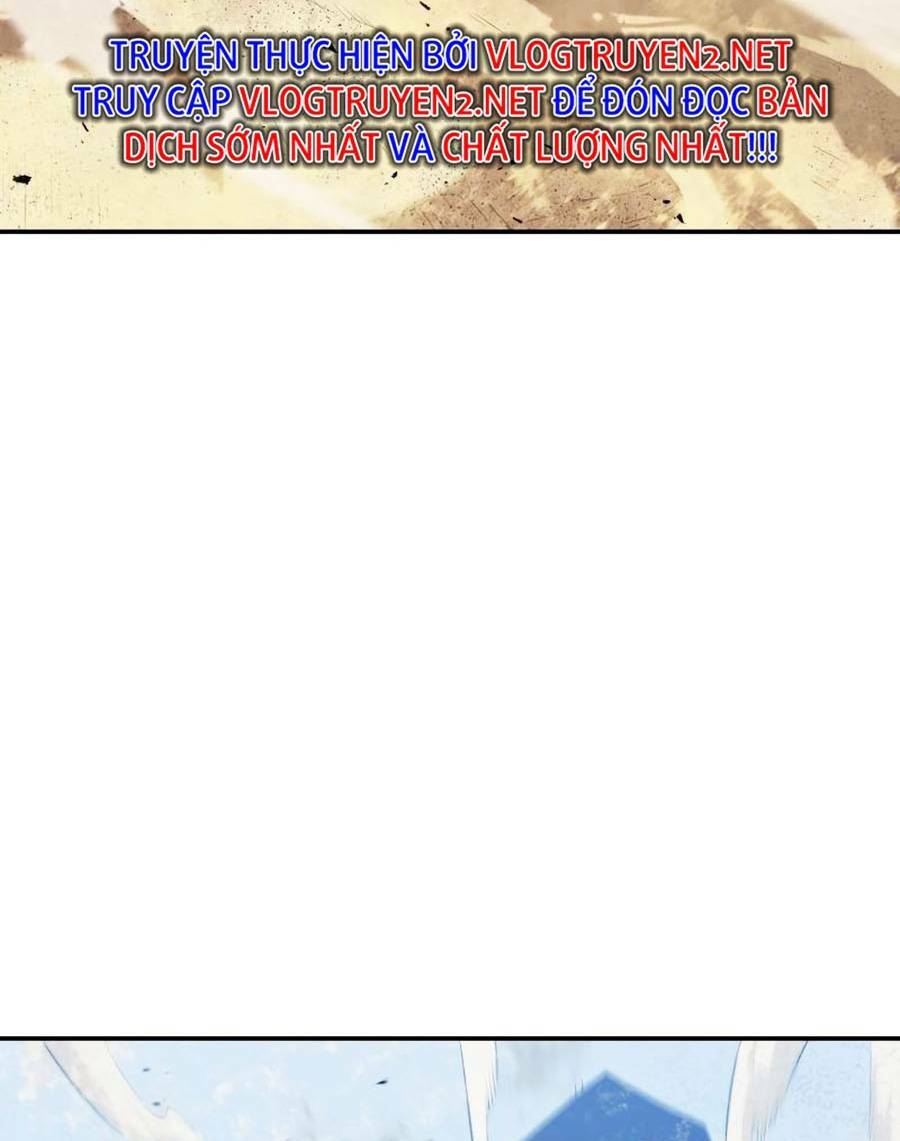 TRUYỆN THỰC HIỆN BỞI VLOGTRUYEN2.NET
TRUY CẬP VLOGTRUYEN2.NET ĐỂ ĐÓN ĐỌC BẢN
DỊCH SỚM NHẤT VÀ CHẤT LƯỢNG NHẤT!!!